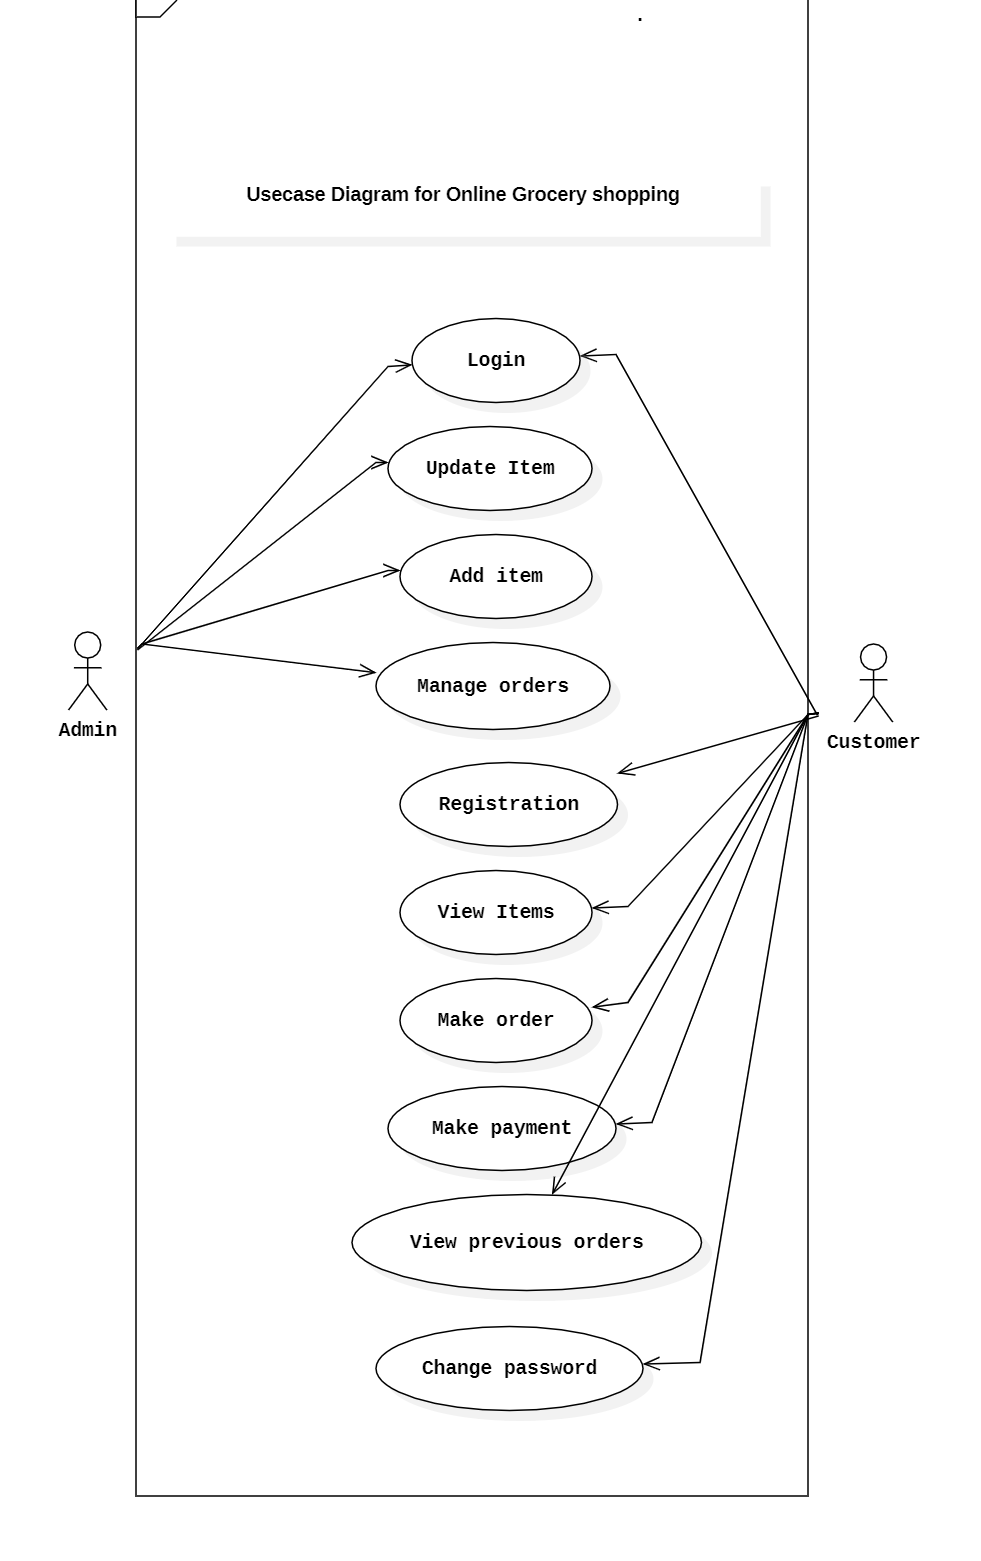 Usecase Diagram for Online Grocery shopping
Login
Update Item
Add item
Manage orders
Admin
Customer
Registration
View Items
Make order
Make payment
View previous orders
Change password